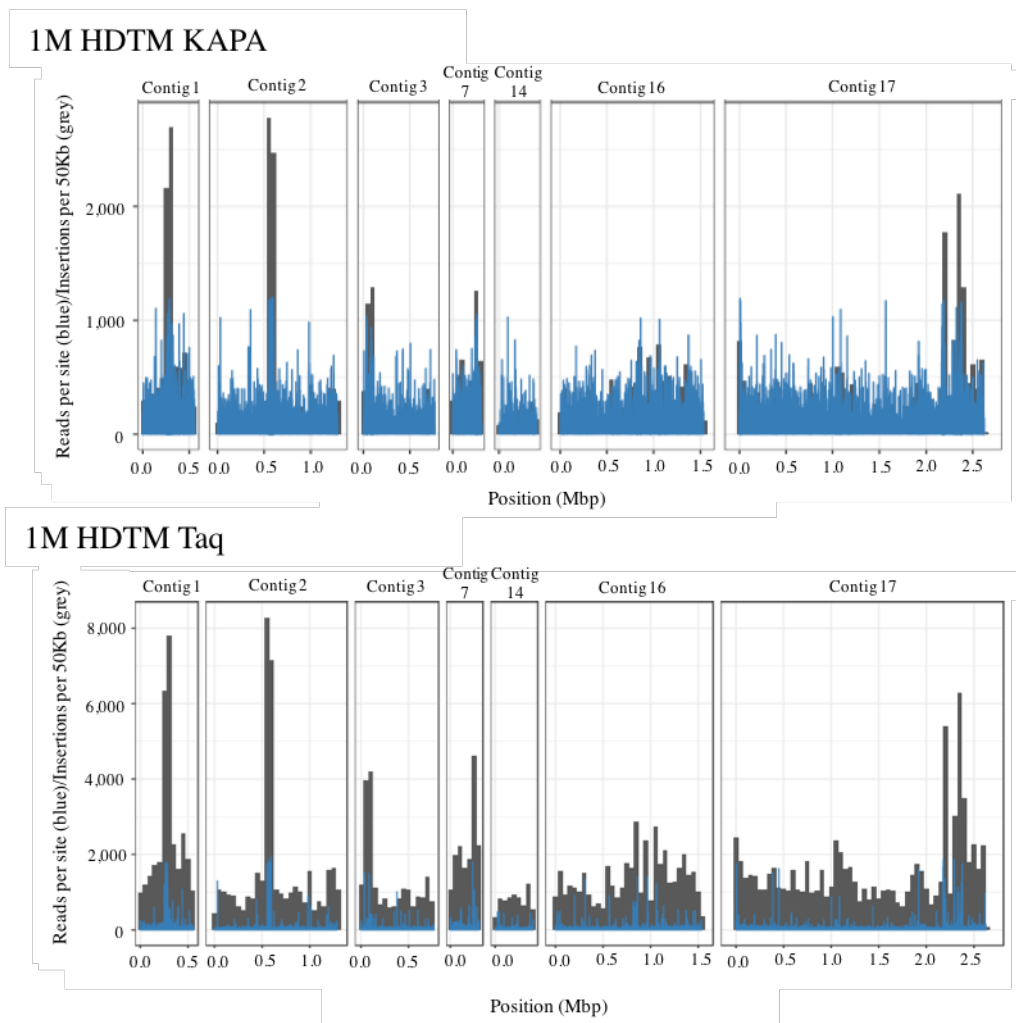 1M HDTM KAPA
Contig 1 Contig 2 Contig 3 Contig 7 Contig 14 Contig 16 Contig 17
Reads per site (blue)/Insertions per 50Kb (grey)
2,000
1,000
0
0.0 0.5 0.0 0.5 1.0 0.0 0.5 0.0 0.0 0.0 0.5 1.0 1.5 0.0 0.5 1.0 1.5 2.0 2.5
Position (Mbp)
1M HDTM Taq
Contig 1 Contig 2 Contig 3 Contig 7 Contig 14 Contig 16 Contig 17
Reads per site (blue)/Insertions per 50Kb (grey)
8,000
6,000
4,000
2,000
0
0.0 0.5 0.0 0.5 1.0 0.0 0.5 0.0 0.0 0.0 0.5 1.0 1.5 0.0 0.5 1.0 1.5 2.0 2.5
Position (Mbp)